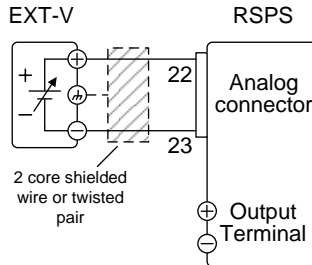 EXT-V
RSPS
22
Analog
connector
23
2 core shielded
wire or twisted
pair
Output
Terminal